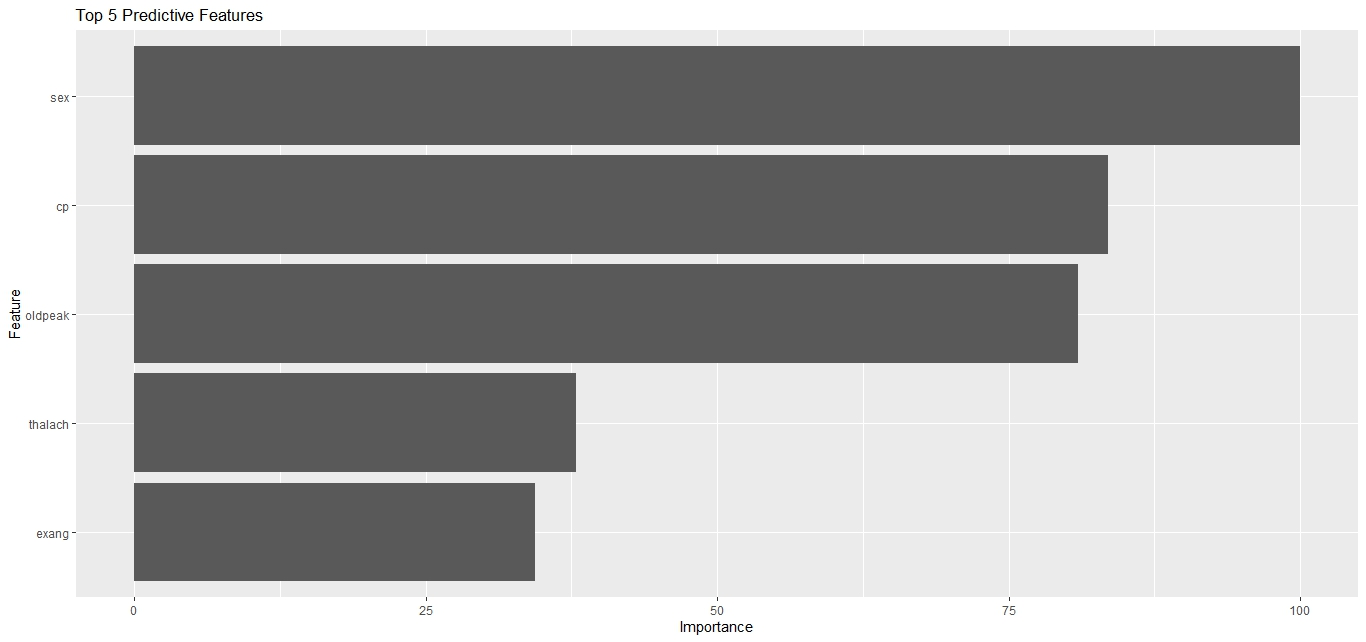 Top 5 Predictive Features
Feature
sex
cp
oldpeak
thalach
exang
0 25 50 75 100
Importance